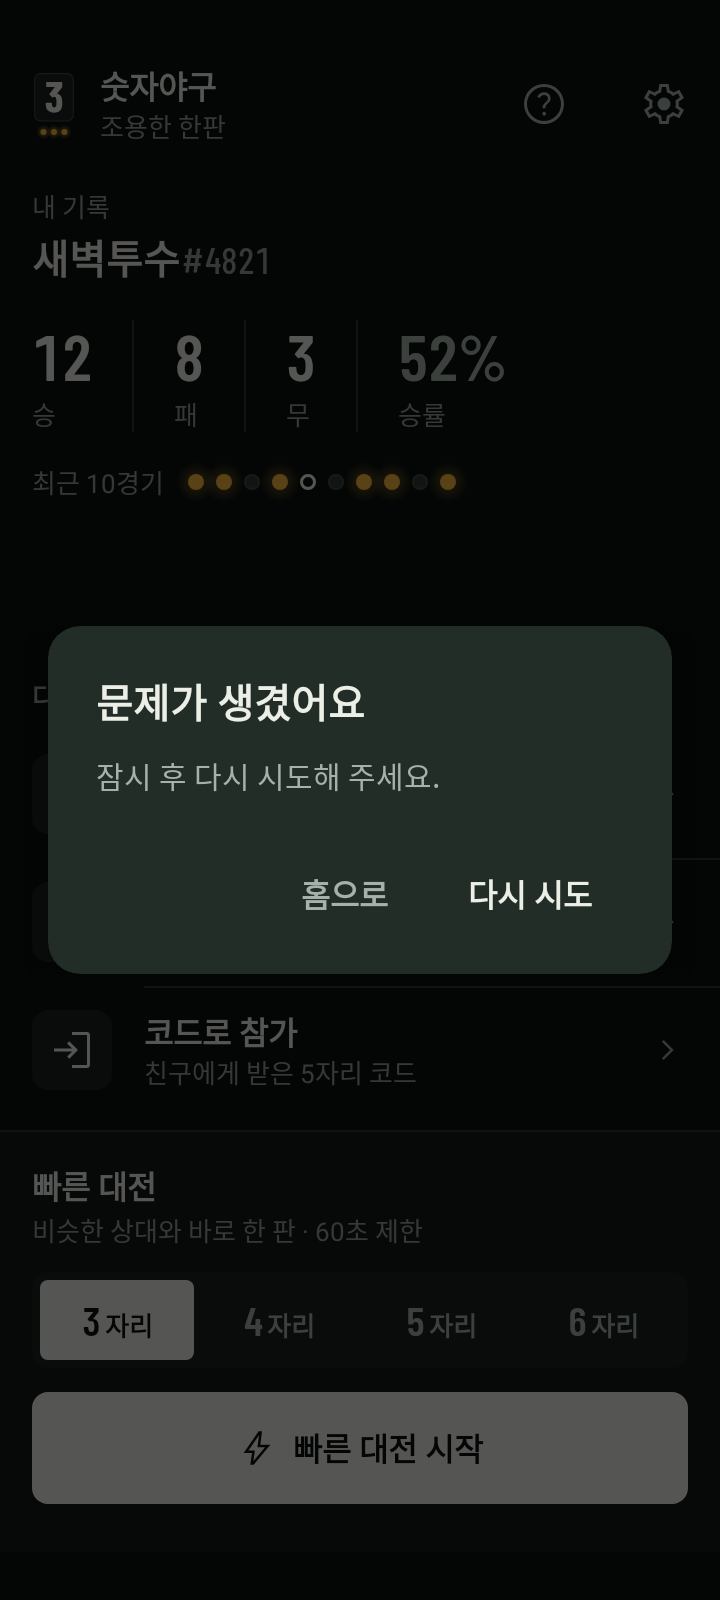 3
숫자야구
조용한 한판
내 기록
새벽투수#4821
12 8 3 52%
승 패 무 승률
최근 10경기
문제가 생겼어요
잠시 후 다시 시도해 주세요.
홈으로 다시 시도
코드로 참가
친구에게 받은 5자리 코드
빠른 대전
비슷한 상대와 바로 한 판 · 60초 제한
3자리 4자리 5자리 6자리
빠른 대전 시작